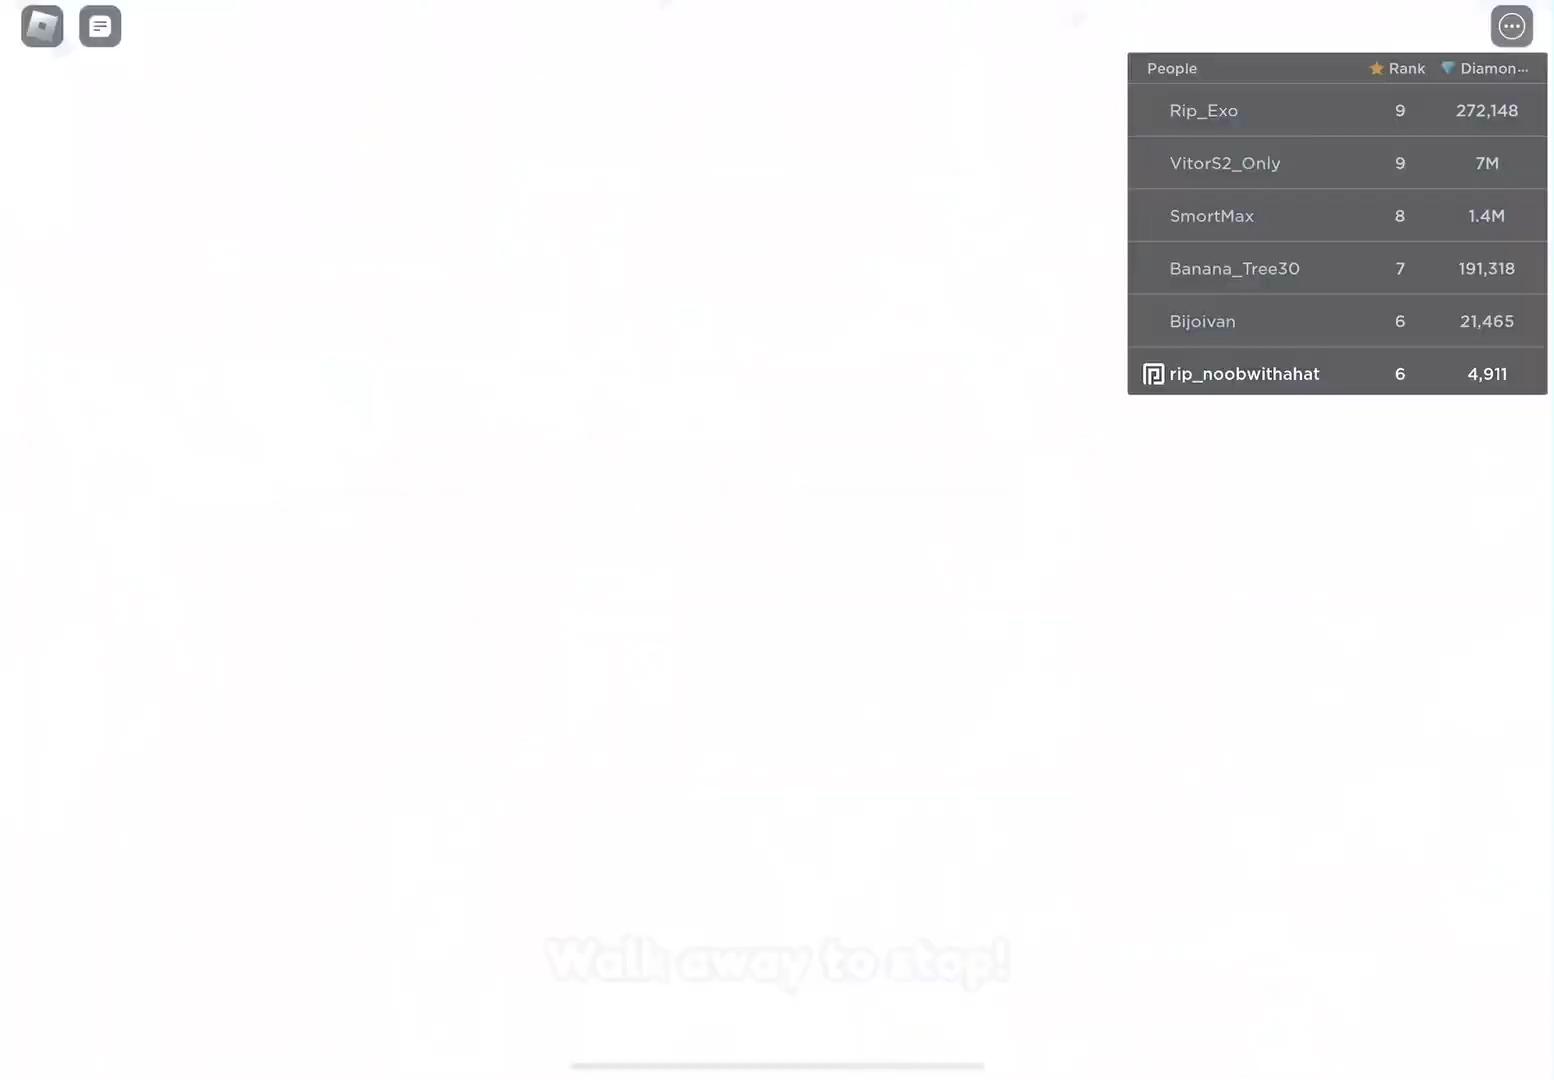 People Rank Diamon...
Rip_Exo 9 272,148
VitorS2_Only 9 7M
SmortMax 8 1.4M
Banana_Tree30 7 191,318
Bijoivan 6 21,465
rip_noobwithahat 6 4,911
Walk away to stop!